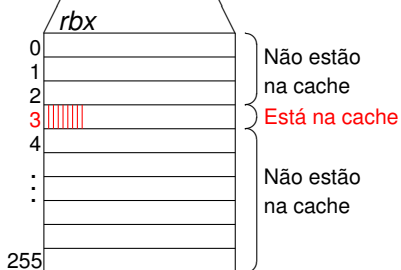 rbx
0
1
2
3
4
⋮
255
Não estão
na cache
Está na cache
Não estão
na cache